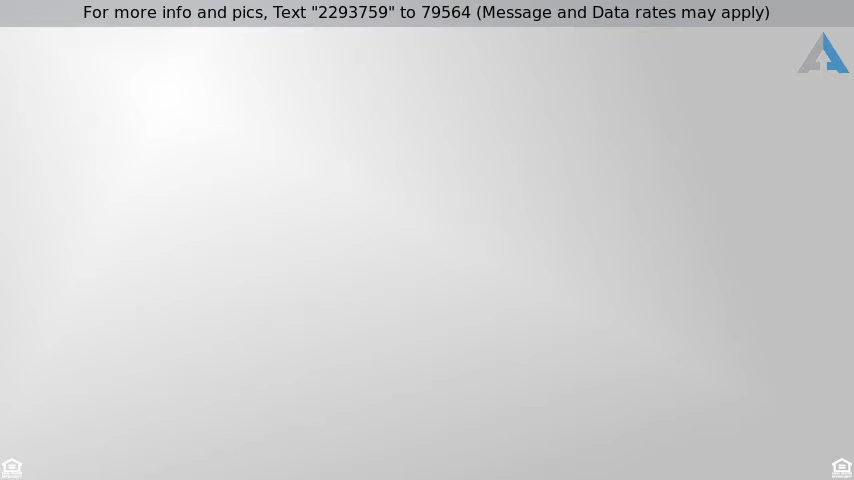 For more info and pics, Text "2293759" to 79564 (Message and Data rates may apply)